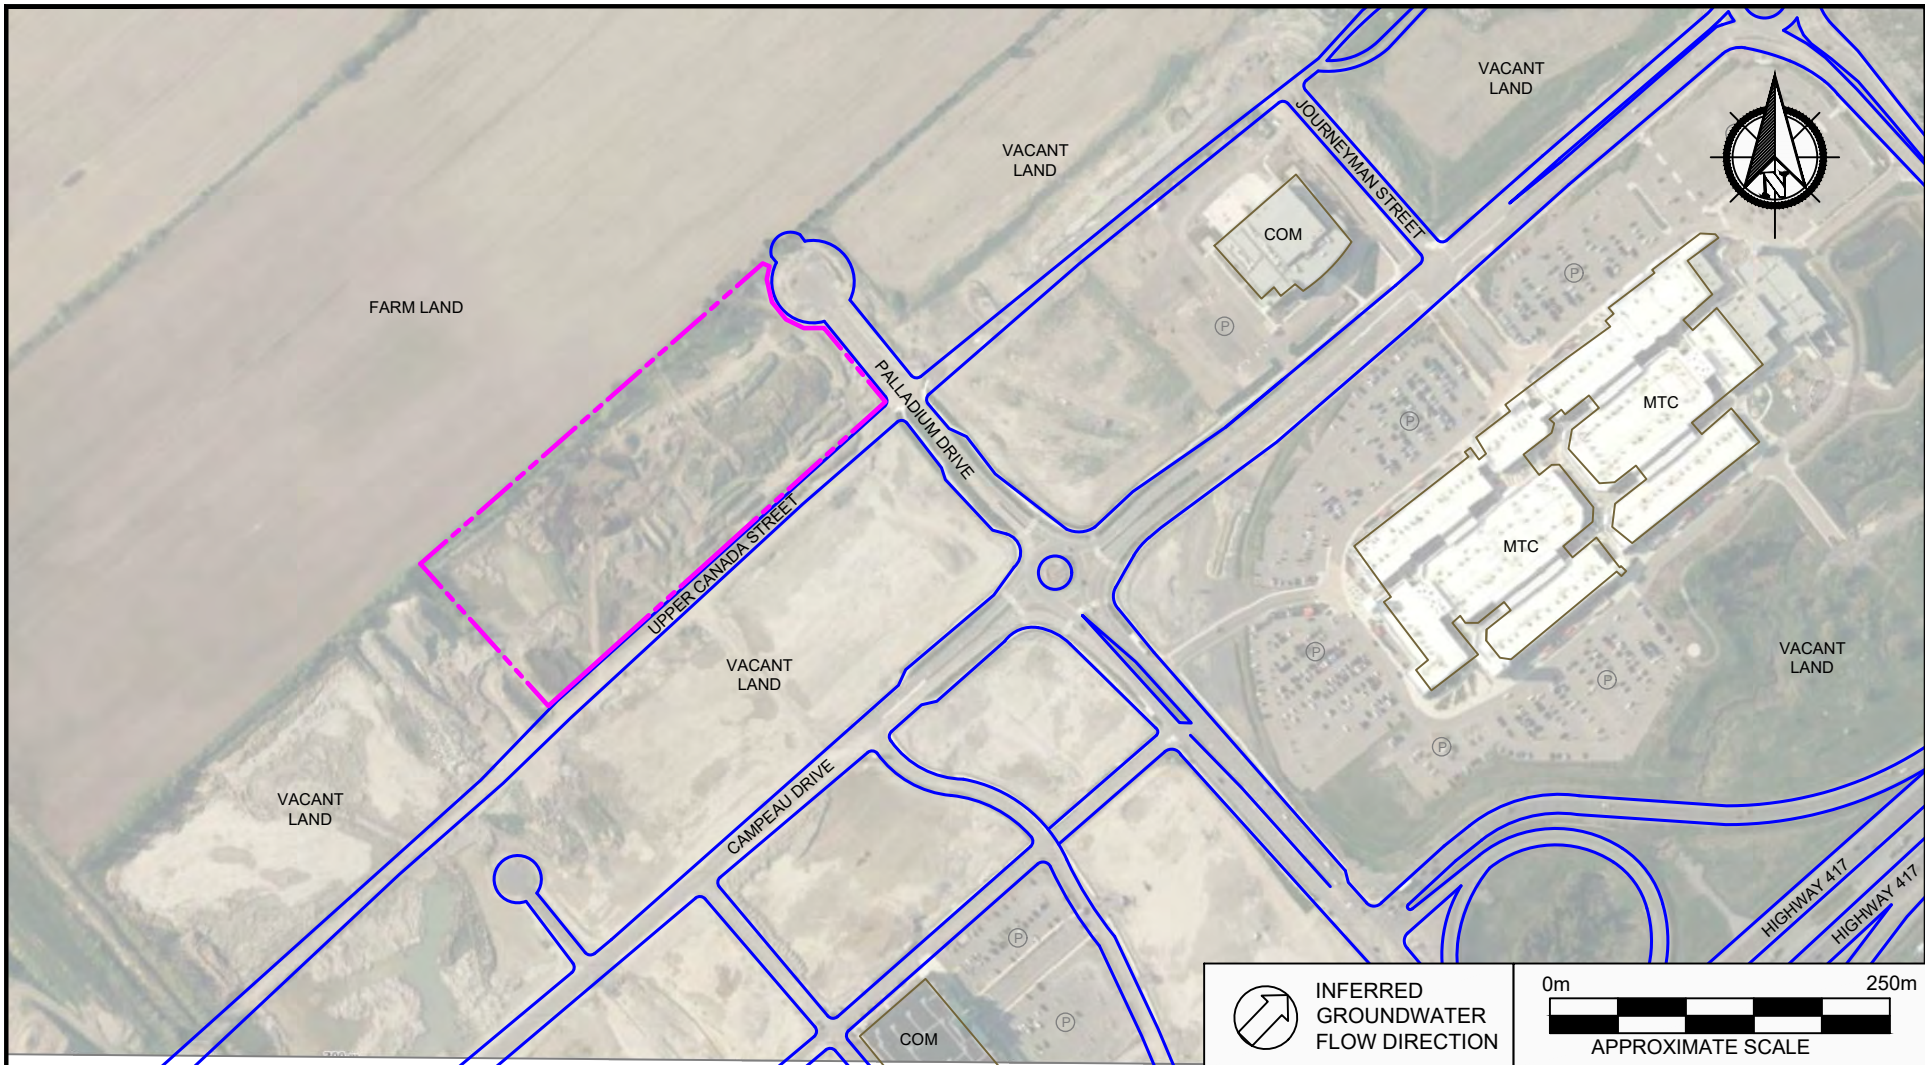 VACANT
LAND
JOURNEYMAN STREET
VACANT
LAND
N
COM
P
FARM LAND
P
PALLADIUM DRIVE
MTC
P
UPPER CANADA STREET
MTC
P
VACANT
LAND
VACANT
LAND
P
P
CAMPEAU DRIVE
VACANT
LAND
HIGHWAY 417
HIGHWAY 417
P
P
COM
INFERRED
GROUNDWATER
FLOW DIRECTION
0m 250m
APPROXIMATE SCALE